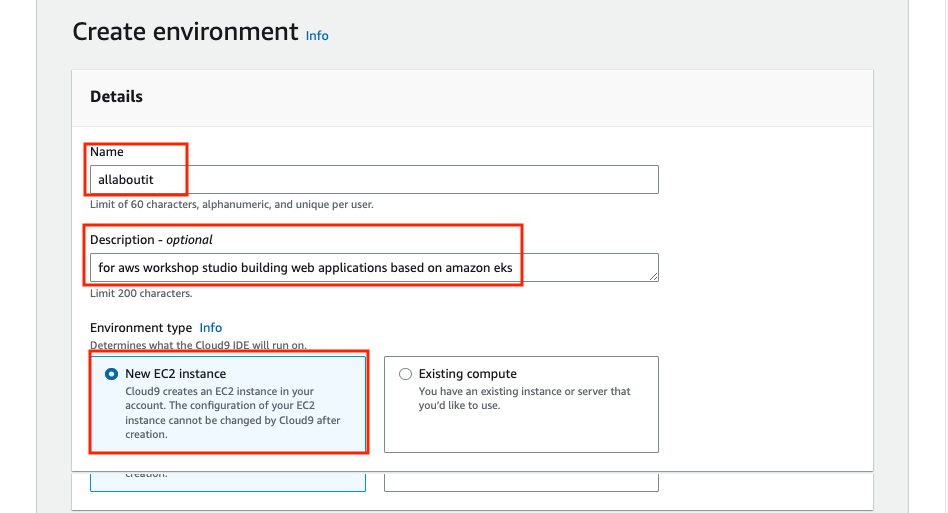 Create environment Info
Details
Name
allaboutit
Limit of 60 characters, alphanumeric, and unique per user.
Description - optional
for aws workshop studio building web applications based on amazon eks
Limit 200 characters.
Environment type Info
Determines what the Cloud9 IDE will run on.
New EC2 instance
Cloud9 creates an EC2 instance in your
account. The configuration of your EC2
instance cannot be changed by Cloud9 after
creation.
Existing compute
You have an existing instance or server that
you'd like to use.
creation.